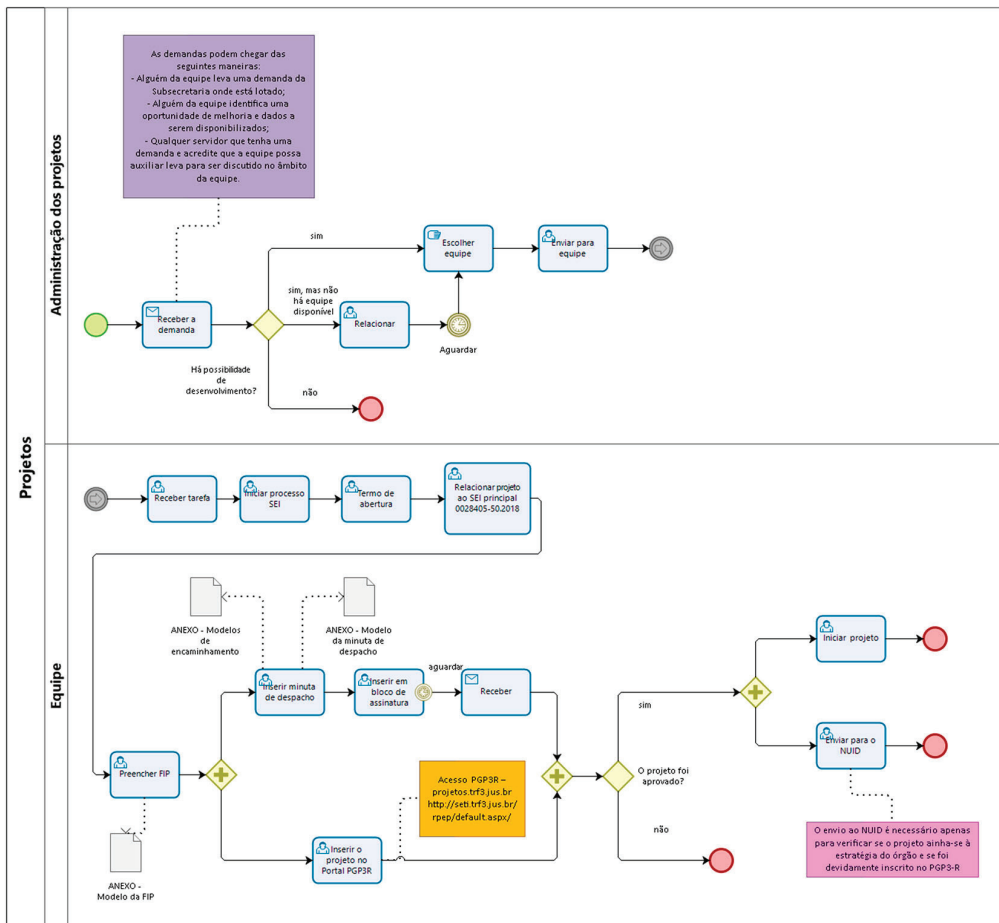 Projetos
Administração dos projetos
As demandas podem chegar das
seguintes maneiras:
- Alguém da equipe leva uma demanda da
Subsecretaria onde está lotado;
- Alguém da equipe identifica uma
oportunidade de melhoria e dados a
serem disponibilizados;
- Qualquer servidor que tenha uma
demanda e acredite que a equipe possa
auxiliar leva para ser discutido no âmbito
da equipe.
Receber a
demanda
Há possibilidade
de
desenvolvimento?
sim
sim, mas não
há equipe
disponível
não
Relacionar
Aguardar
Escolher
equipe
Enviar para
equipe
Equipe
Receber tarefa
Iniciar processo
SEI
Termo de
abertura
Relacionar projeto
ao SEI principal
0028405-50.2018
ANEXO - Modelos
de
encaminhamento
ANEXO - Modelo
da minuta de
despacho
Inserir minuta
de despacho
Inserir em
bloco de
assinatura
aguardar
Receber
Preencher FIP
ANEXO -
Modelo da FIP
Acesso PGP3R –
projetos.trf3.jus.br
http://seti.trf3.jus.br/
rpep/default.aspx/
Inserir o
projeto no
Portal PGP3R
O projeto foi
aprovado?
sim
não
Iniciar projeto
Enviar para o
NUID
O envio ao NUID é necessário apenas
para verificar se o projeto ainha-se à
estratégia do órgão e se foi
devidamente inscrito no PGP3-R